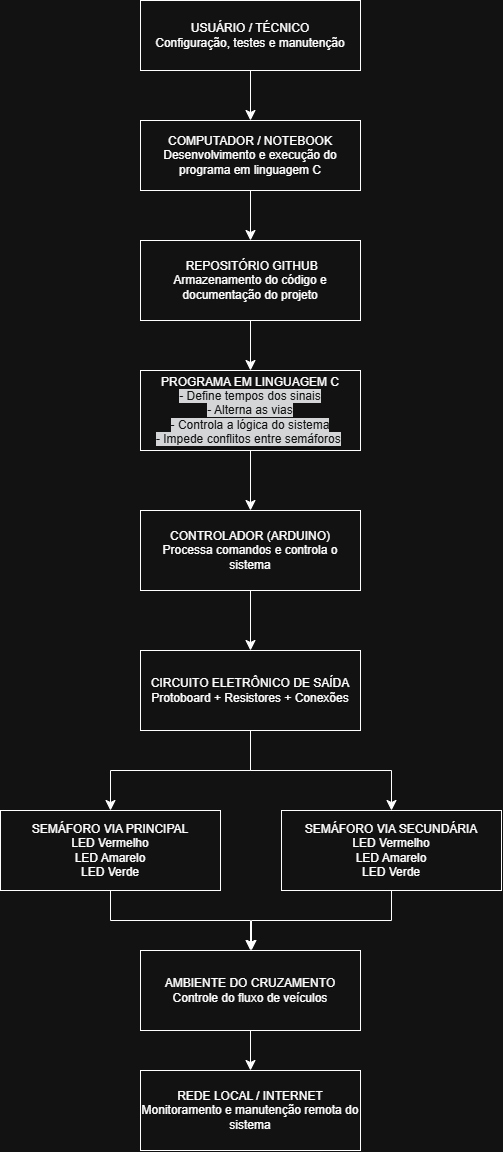 USUÁRIO / TÉCNICO
Configuração, testes e manutenção
COMPUTADOR / NOTEBOOK
Desenvolvimento e execução do
programa em linguagem C
REPOSITÓRIO GITHUB
Armazenamento do código e
documentação do projeto
PROGRAMA EM LINGUAGEM C
- Define tempos dos sinais
- Alterna as vias
- Controla a lógica do sistema
- Impede conflitos entre semáforos
CONTROLADOR (ARDUINO)
Processa comandos e controla o
sistema
CIRCUITO ELETRÔNICO DE SAÍDA
Protoboard + Resistores + Conexões
SEMÁFORO VIA PRINCIPAL
LED Vermelho
LED Amarelo
LED Verde
SEMÁFORO VIA SECUNDÁRIA
LED Vermelho
LED Amarelo
LED Verde
AMBIENTE DO CRUZAMENTO
Controle do fluxo de veículos
REDE LOCAL / INTERNET
Monitoramento e manutenção remota do
sistema